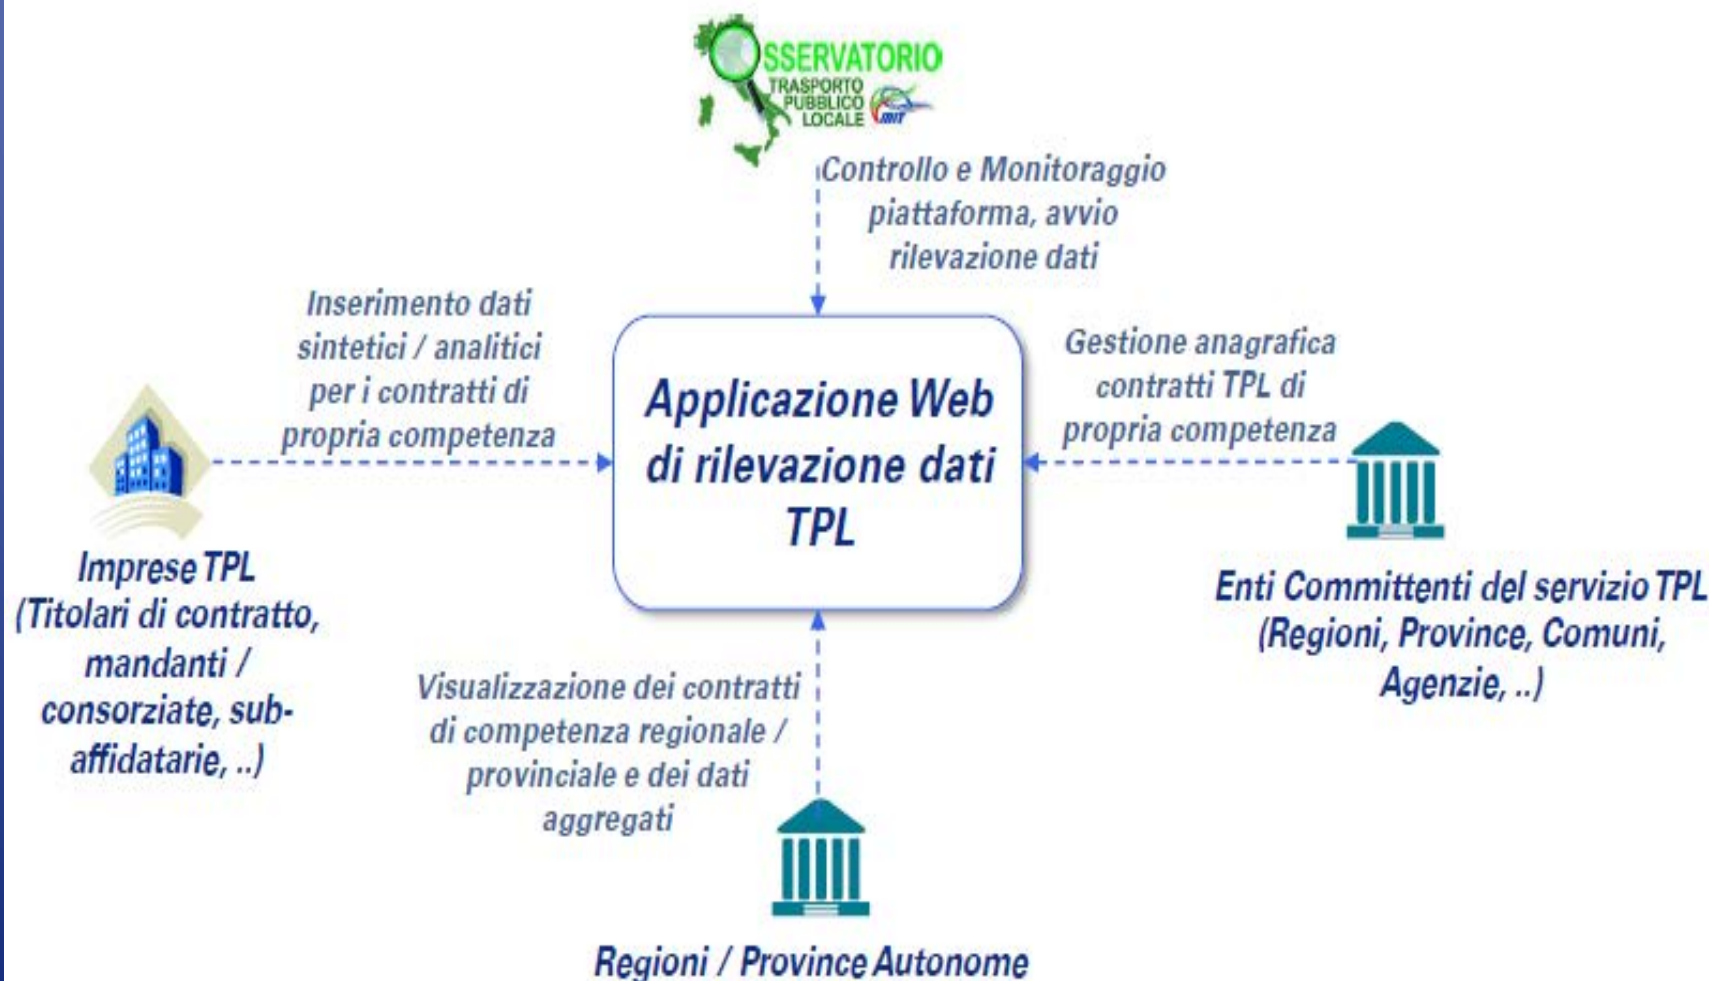 OSSERVATORIO
TRASPORTO
PUBBLICO
LOCALE
MIT
Controllo e Monitoraggio
piattaforma, avvio
rilevazione dati
Inserimento dati
sintetici / analitici
per i contratti di
propria competenza
Applicazione Web
di rilevazione dati
TPL
Gestione anagrafica
contratti TPL di
propria competenza
Imprese TPL
(Titolari di contratto,
mandanti /
consorziate, sub-
affidatarie, ..)
Enti Committenti del servizio TPL
(Regioni, Province, Comuni,
Agenzie, ..)
Visualizzazione dei contratti
di competenza regionale /
provinciale e dei dati
aggregati
Regioni / Province Autonome